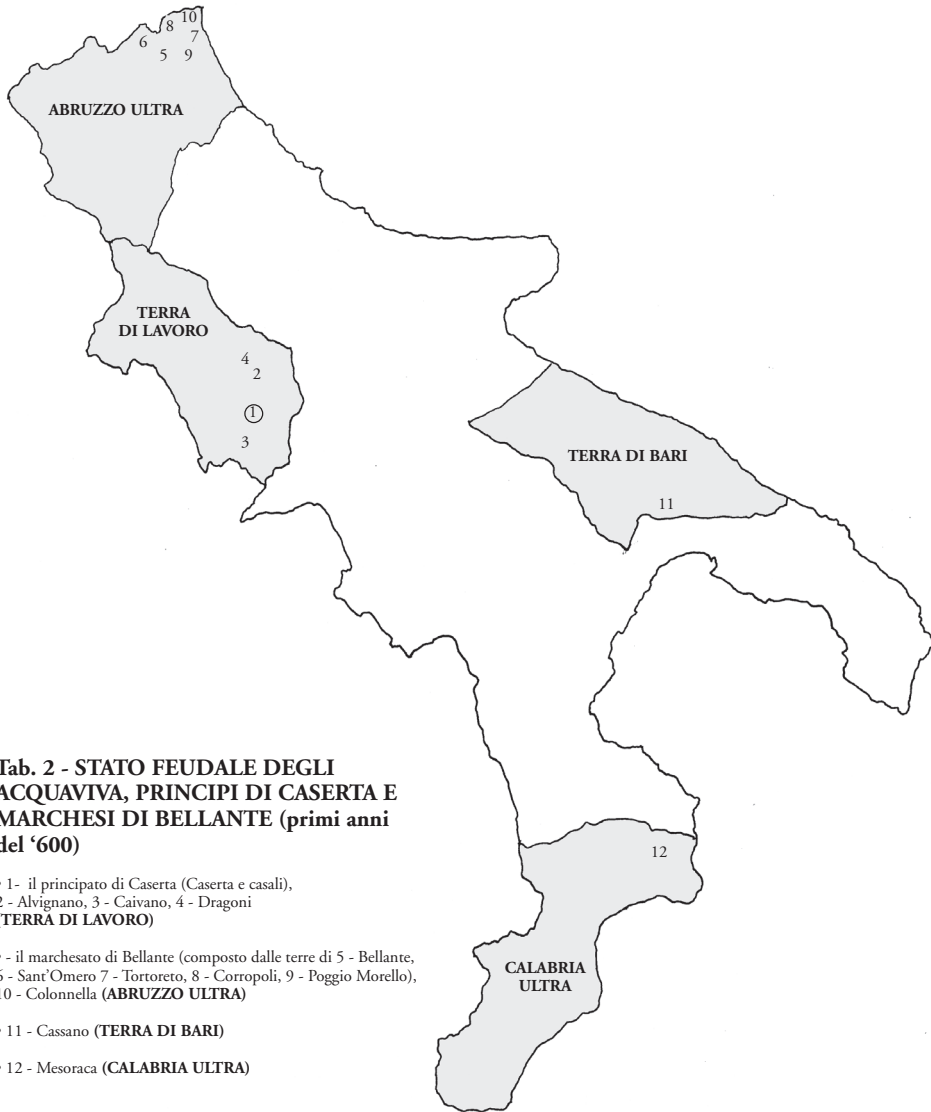 10
8
7
6
5
9
ABRUZZO ULTRA
TERRA
DI LAVORO
4
2
1
3
TERRA DI BARI
11
12
CALABRIA
ULTRA
Tab. 2 - STATO FEUDALE DEGLI
ACQUAVIVA, PRINCIPI DI CASERTA E
MARCHESI DI BELLANTE (primi anni
del ‘600)
• 1- il principato di Caserta (Caserta e casali),
2 - Alvignano, 3 - Caivano, 4 - Dragoni
(TERRA DI LAVORO)
• - il marchesato di Bellante (composto dalle terre di 5 - Bellante,
6 - Sant’Omero 7 - Tortoreto, 8 - Corropoli, 9 - Poggio Morello),
10 - Colonnella (ABRUZZO ULTRA)
• 11 - Cassano (TERRA DI BARI)
• 12 - Mesoraca (CALABRIA ULTRA)